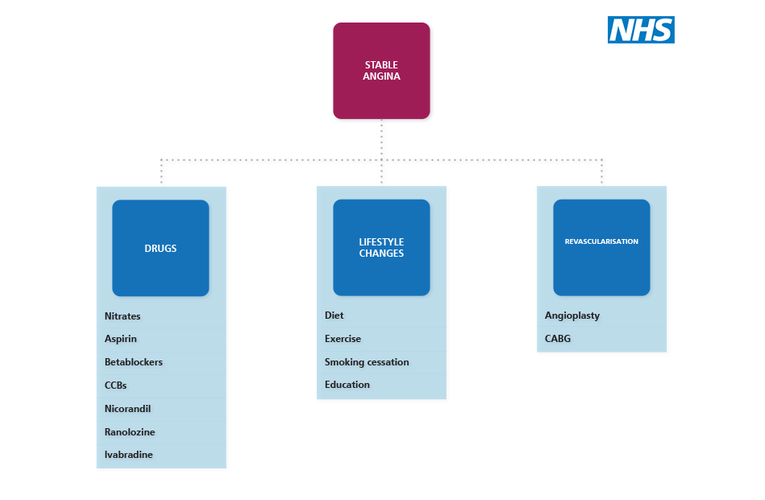 NHS
STABLE
ANGINA
DRUGS
Nitrates
Aspirin
Betablockers
CCBs
Nicorandil
Ranolozine
Ivabradine
LIFESTYLE
CHANGES
Diet
Exercise
Smoking cessation
Education
REVASCULARISATION
Angioplasty
CABG